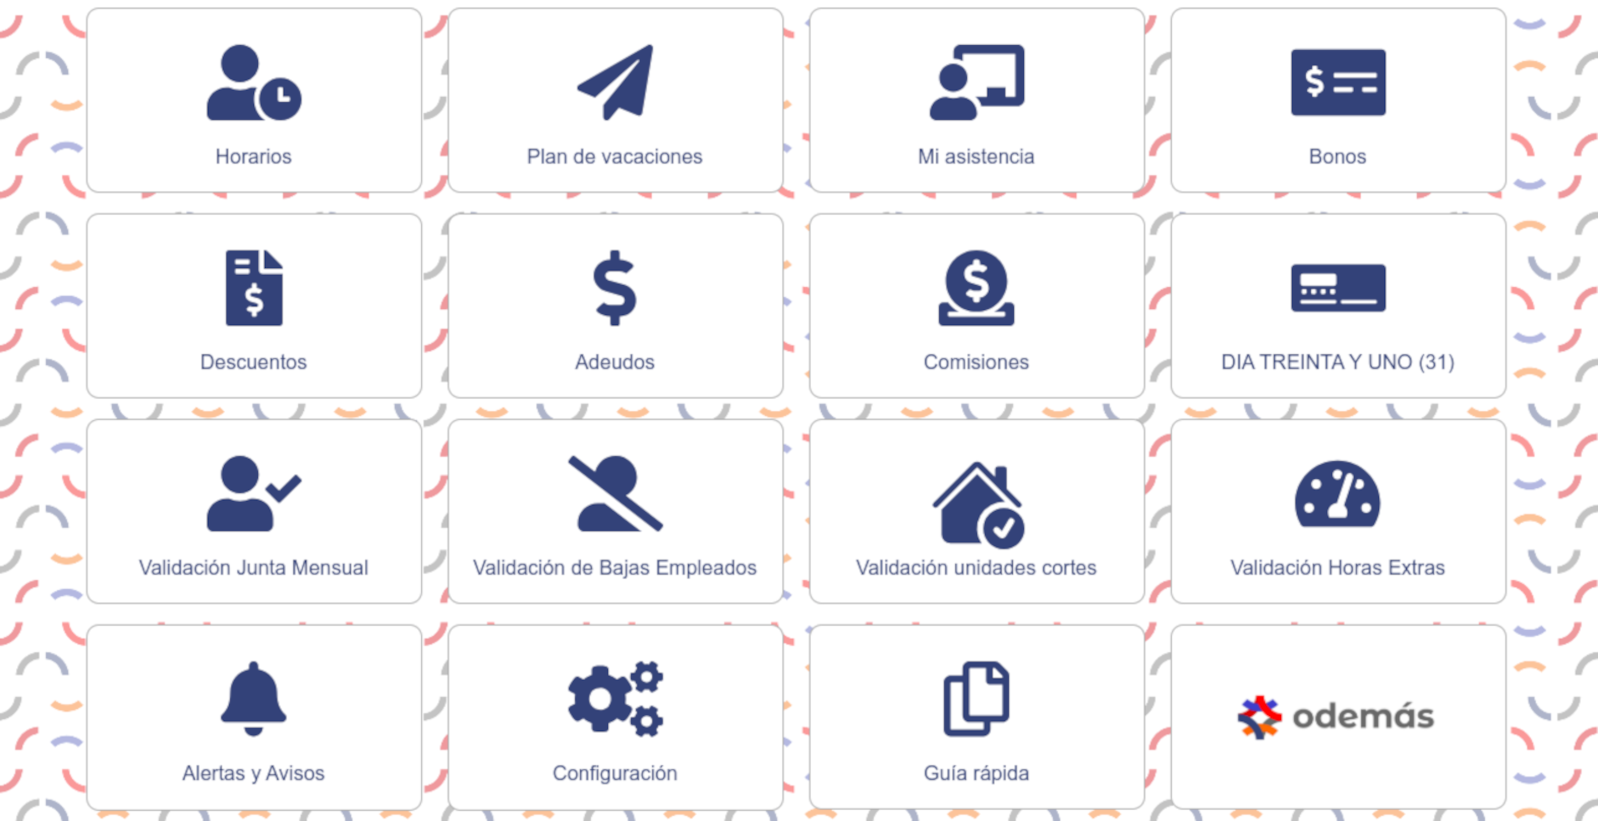 Horarios
Plan de vacaciones
Mi asistencia
$
Bonos
$
Descuentos
$
Adeudos
$
Comisiones
DIA TREINTA Y UNO (31)
Validación Junta Mensual
Validación de Bajas Empleados
Validación unidades cortes
Validación Horas Extras
Alertas y Avisos
Configuración
Guía rápida
odemás